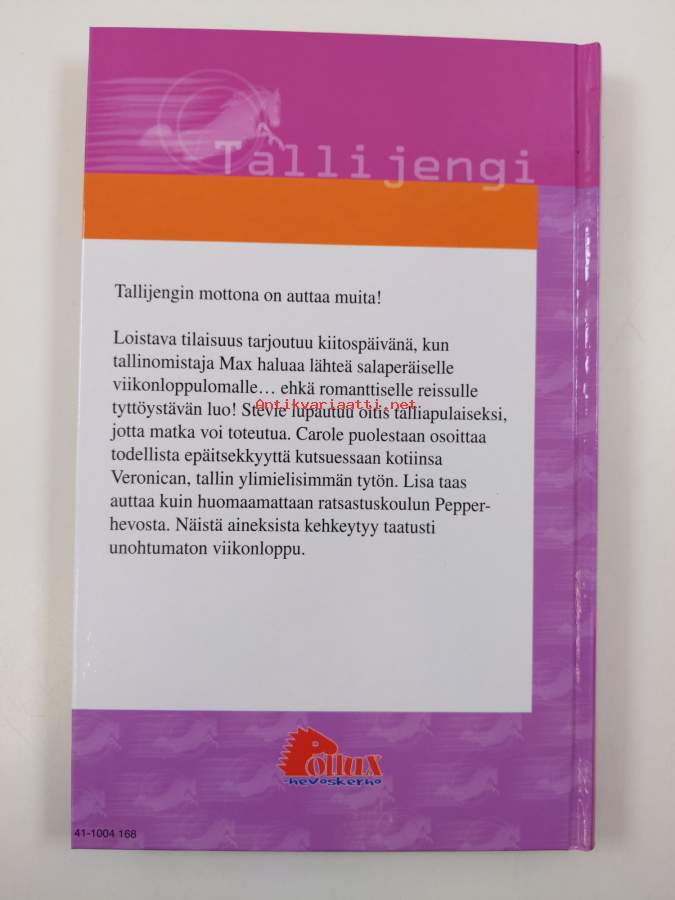 Tallijengi
Tallijengin mottona on auttaa muita!
Loistava tilaisuus tarjoutuu kiitospäivänä, kun
tallinomistaja Max haluaa lähteä salaperäiselle
viikonloppulomalle… ehkä romanttiselle reissulle
Antikvariaatti.net
tyttöystävän luo! Stevie lupautuu oitis talliapulaiseksi,
jotta matka voi toteutua. Carole puolestaan osoittaa
todellista epäitsekkyyttä kutsuessaan kotiinsa
Veronican, tallin ylimielisimmän tytön. Lisa taas
auttaa kuin huomaamattaan ratsastuskoulun Pepper-
hevosta. Näistä aineksista kehkeytyy taatusti
unohtumaton viikonloppu.
Pollux
-hevoskerho
41-1004 168